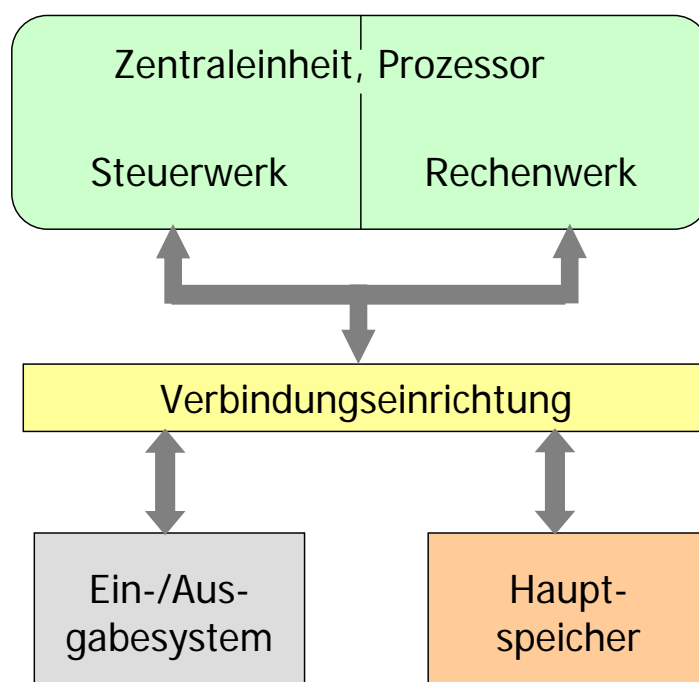 Zentraleinheit, Prozessor
Steuerwerk
Rechenwerk
Verbindungseinrichtung
Ein-/Aus-
gabesystem
Haupt-
speicher